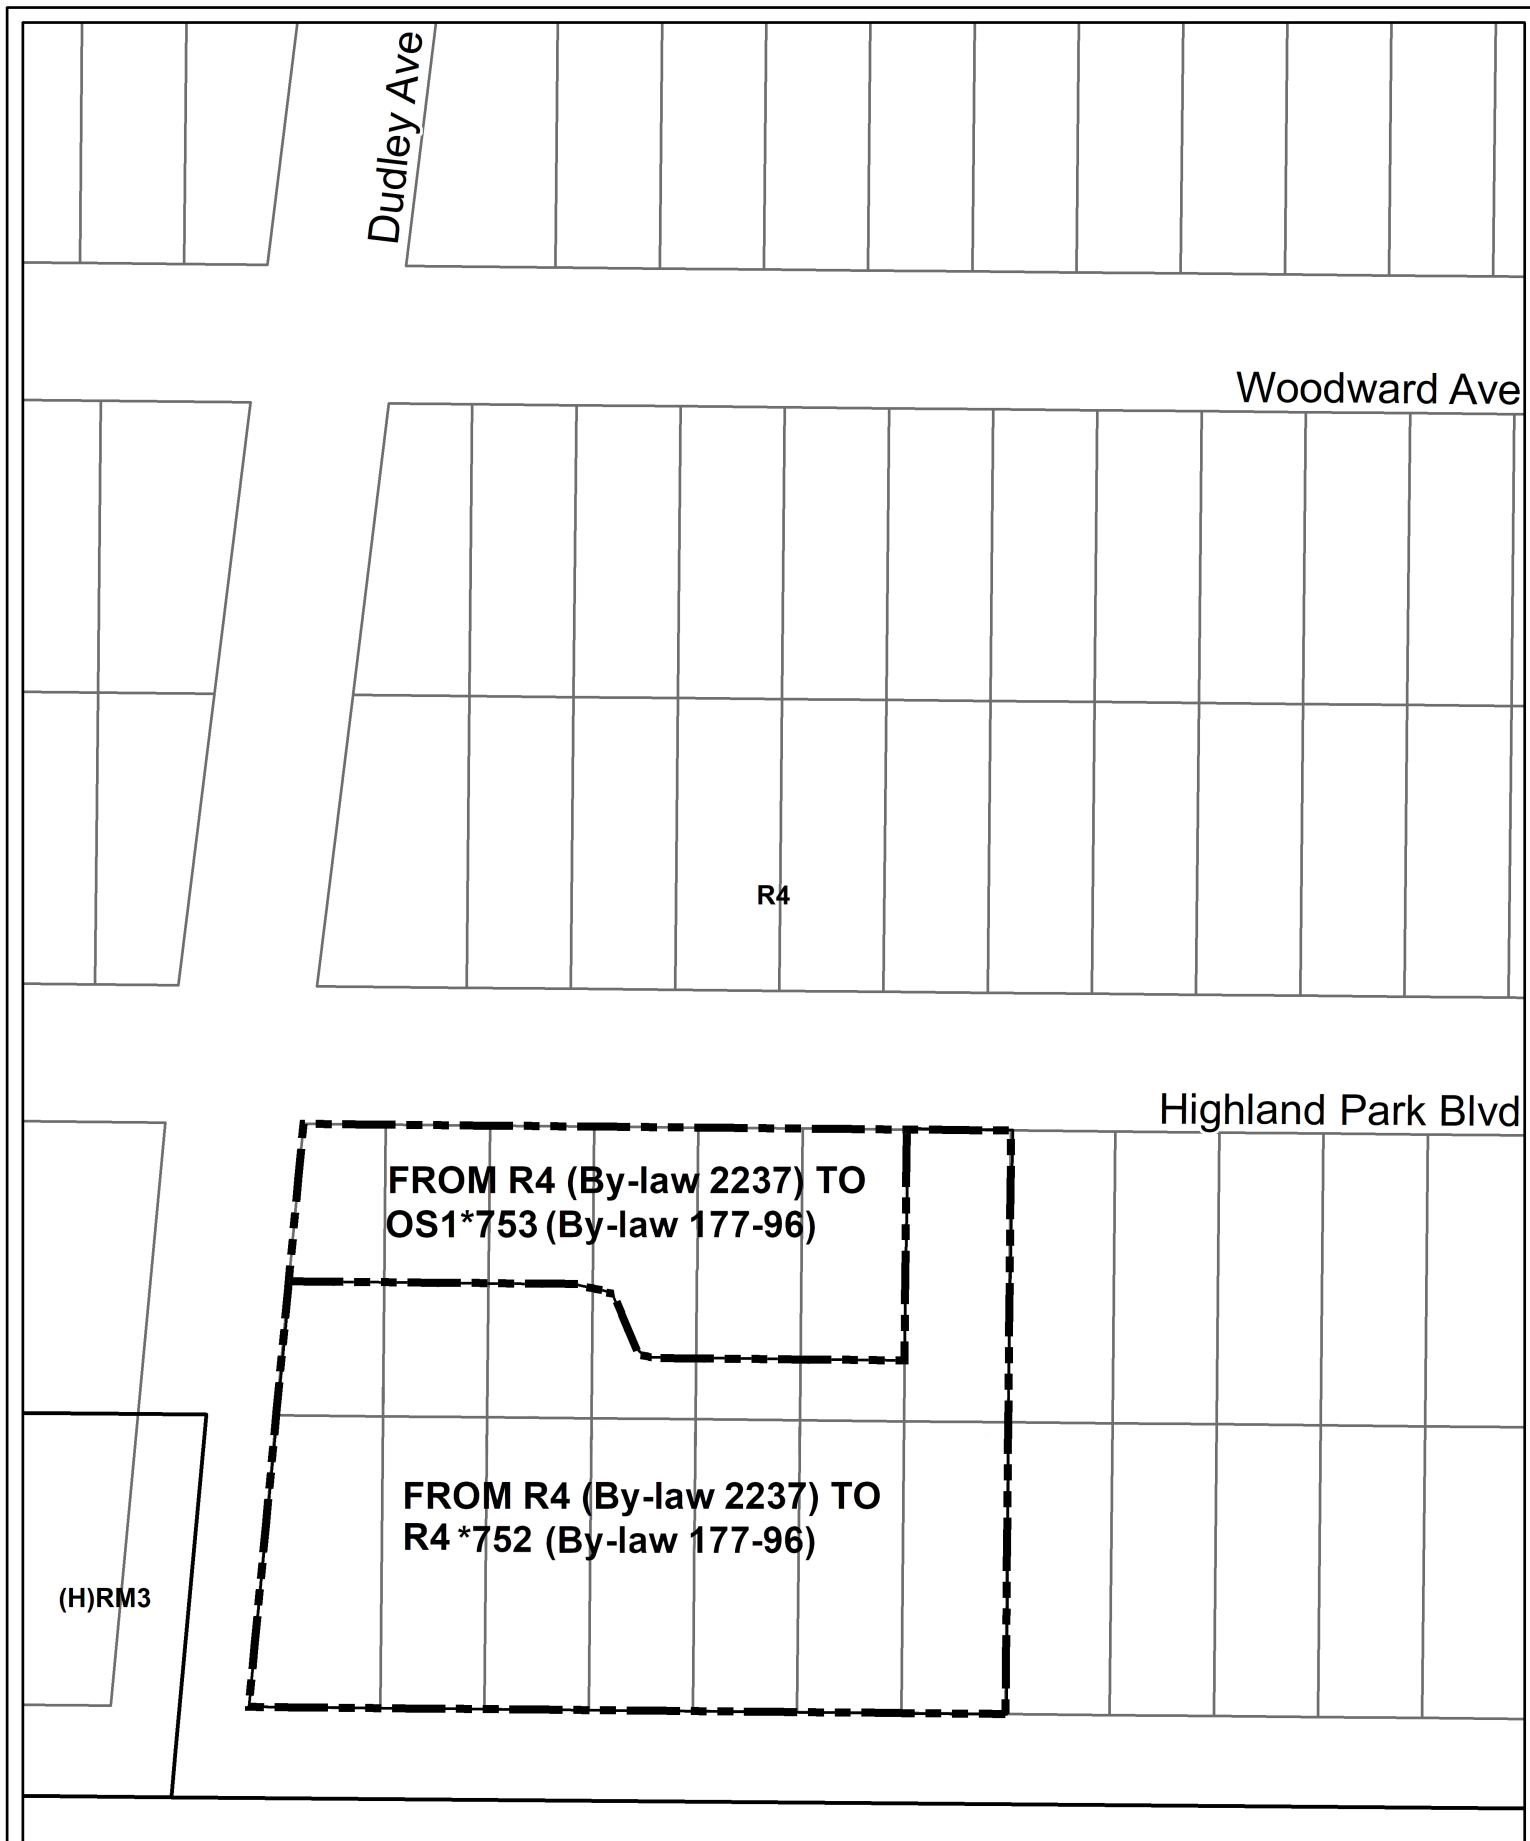 Dudley Ave
Woodward Ave
R4
Highland Park Blvd
FROM R4 (By-law 2237) TO
OS1*753 (By-law 177-96)
FROM R4 (By-law 2237) TO
R4 *752 (By-law 177-96)
(H)RM3